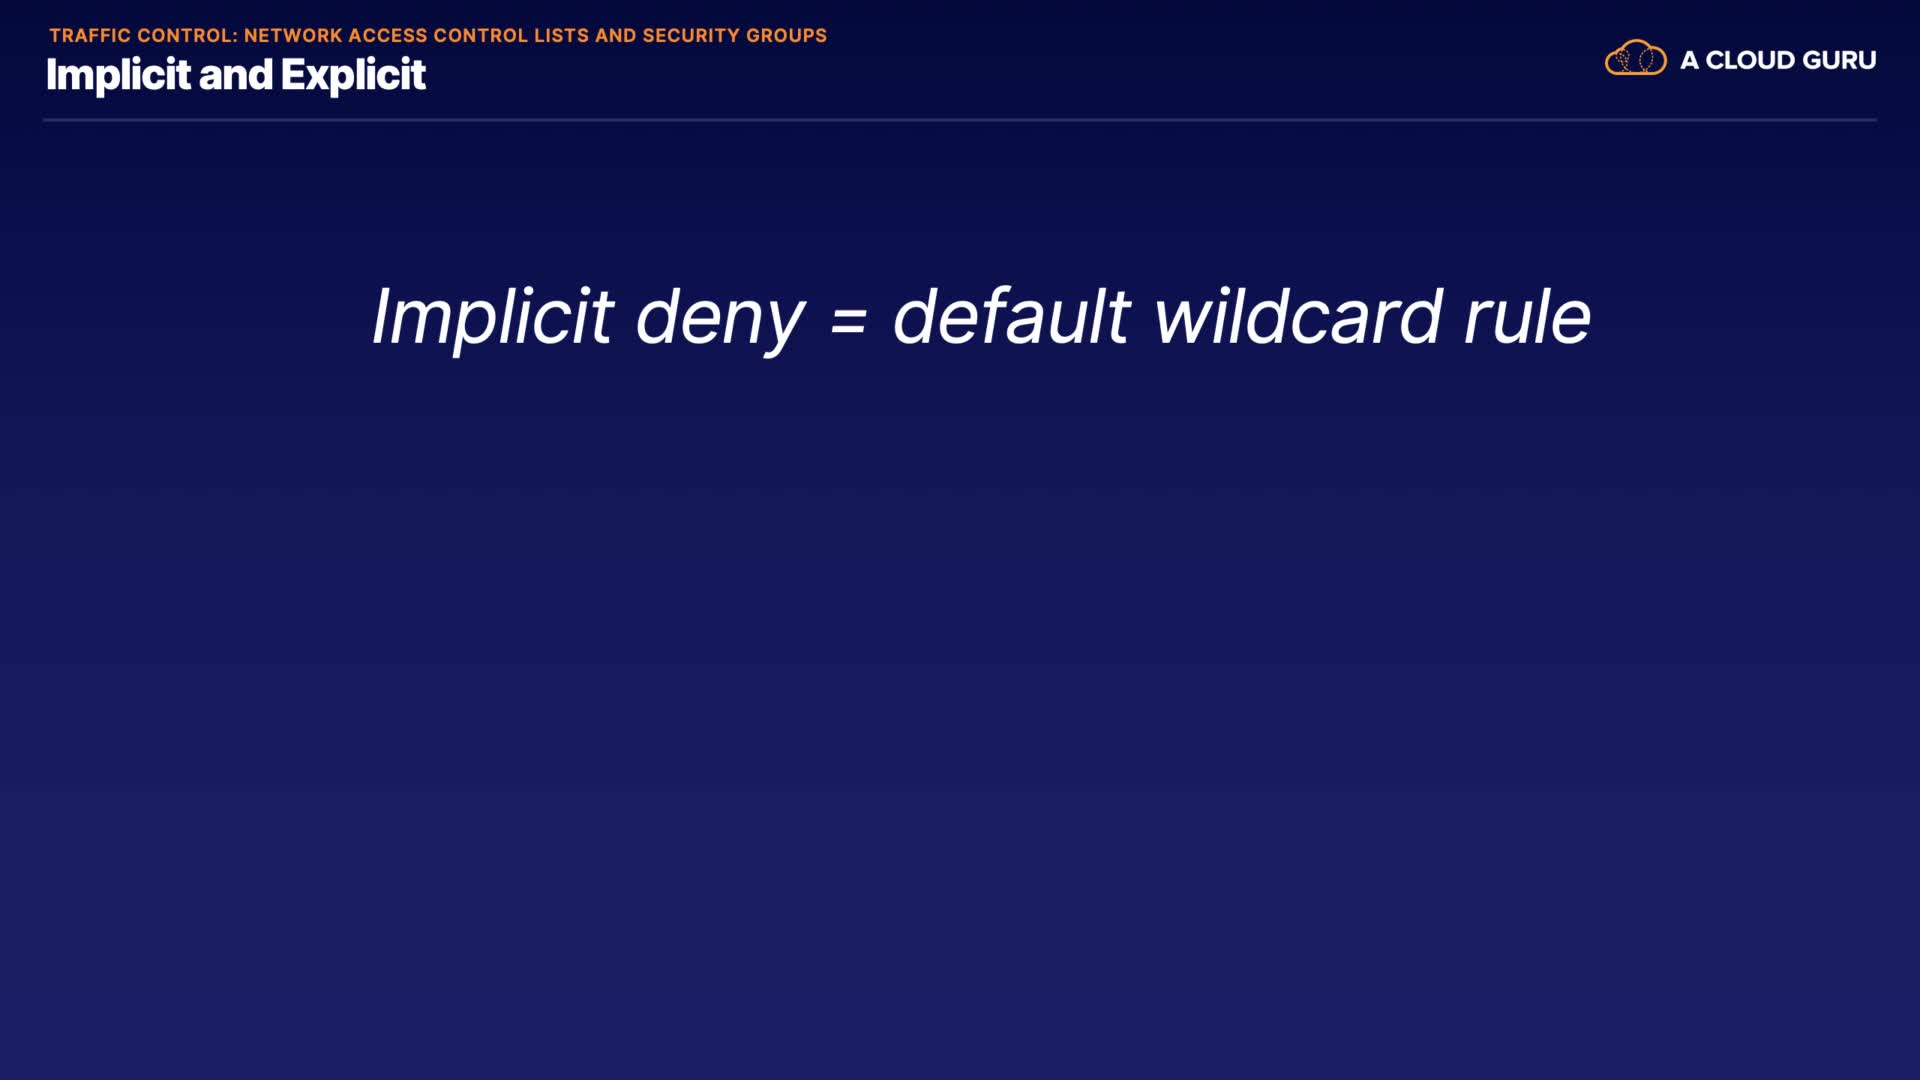 TRAFFIC CONTROL: NETWORK ACCESS CONTROL LISTS AND SECURITY GROUPS
Implicit and Explicit
A CLOUD GURU
Implicit deny = default wildcard rule